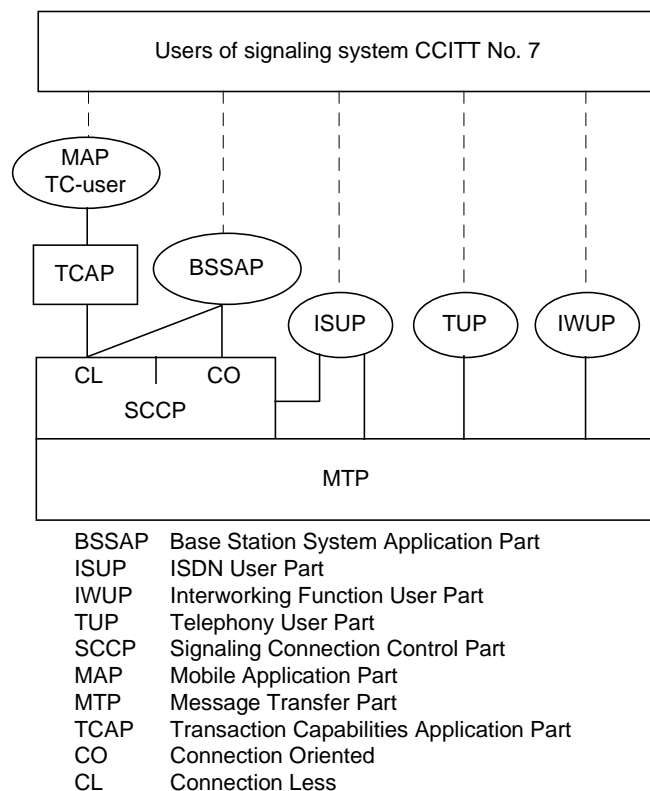 Users of signaling system CCITT No. 7
MAP
TC-user
TCAP
BSSAP
ISUP
TUP
IWUP
CL
CO
SCCP
MTP
BSSAP Base Station System Application Part
ISUP ISDN User Part
IWUP Interworking Function User Part
TUP Telephony User Part
SCCP Signaling Connection Control Part
MAP Mobile Application Part
MTP Message Transfer Part
TCAP Transaction Capabilities Application Part
CO Connection Oriented
CL Connection Less